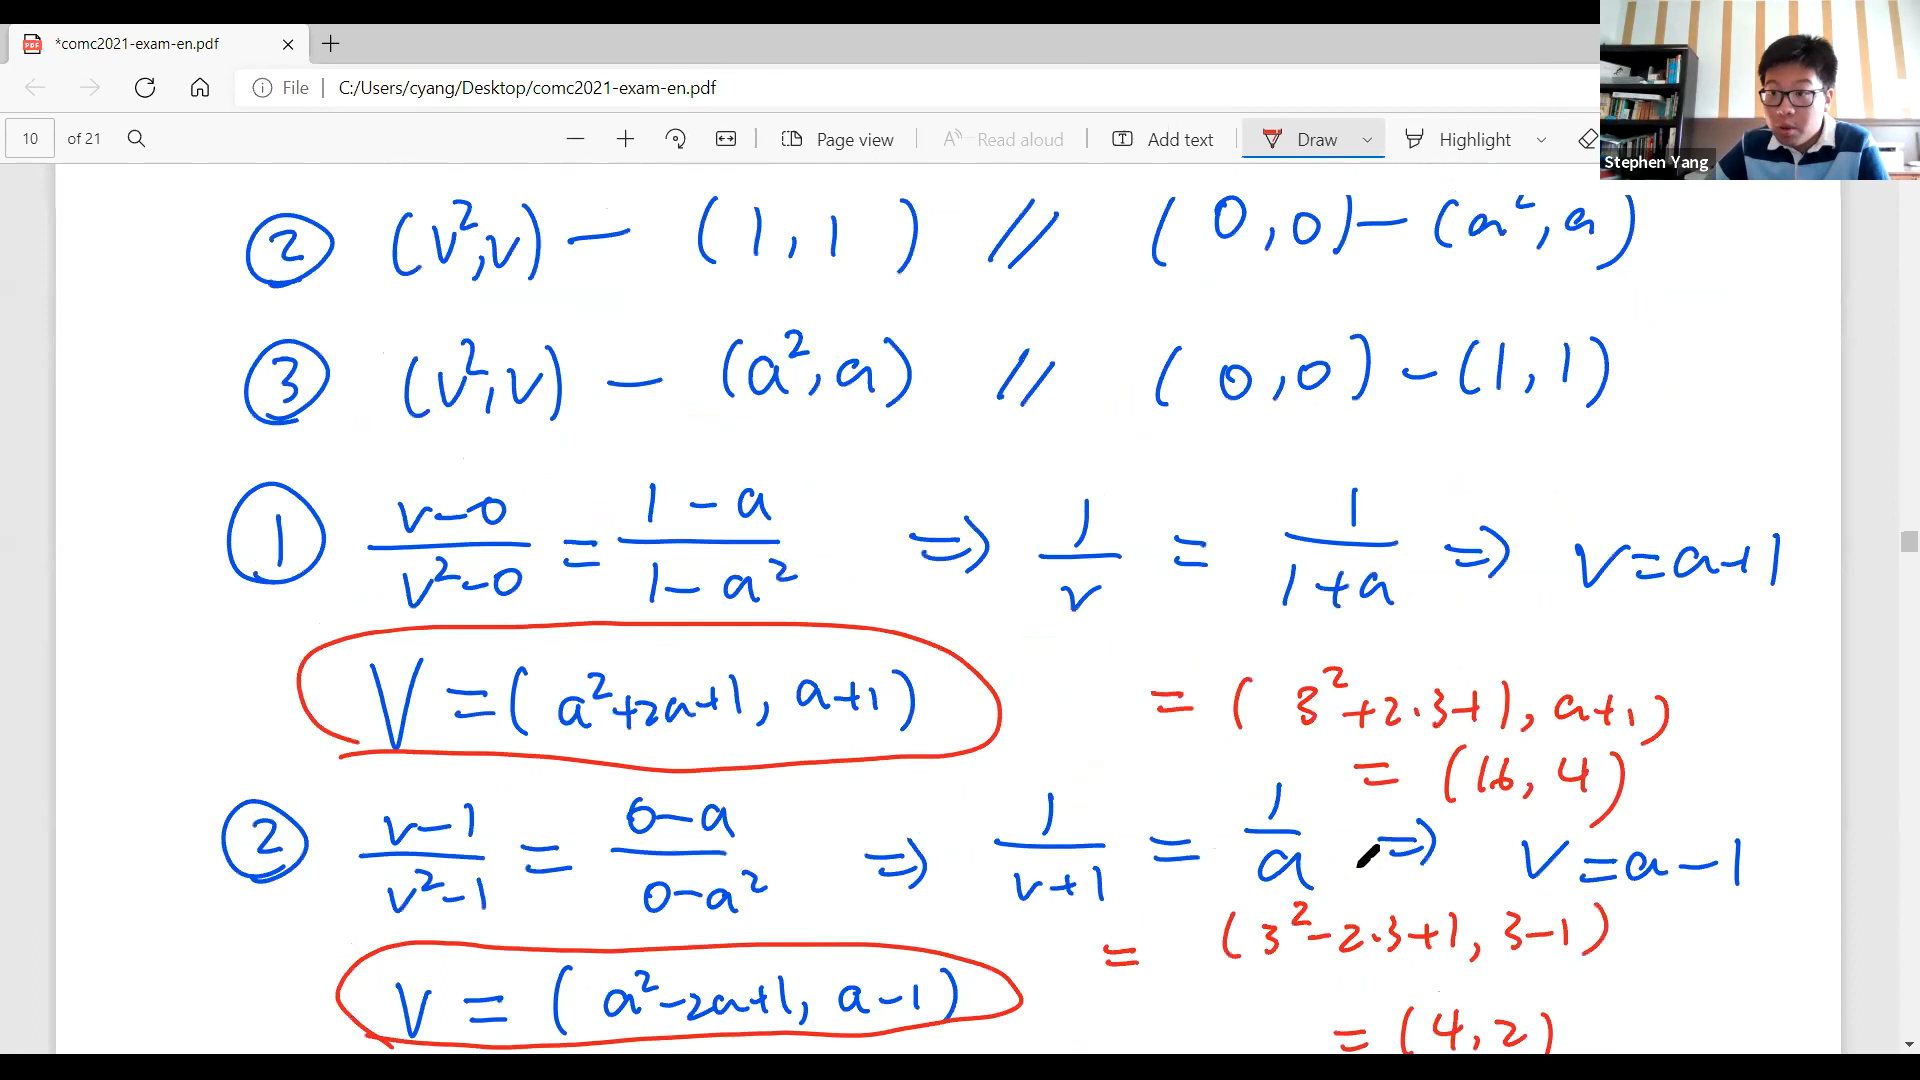 *comc2021-exam-en.pdf
File | C:/Users/cyang/Desktop/comc2021-exam-en.pdf
10 of 21 Page view Read aloud Add text Draw Highlight
Stephen Yang
② (v²,v) — (1,1) // (0,0) — (a²,a)
③ (v²,v) — (a²,a) // (0,0) — (1,1)
① (v-0)/(v²-0) = (1-a)/(1-a²) ⇒ 1/v = 1/(1+a) ⇒ v=a+1
V = (a²+2a+1, a+1) = (3²+2·3+1, a+1)
= (16, 4)
② (v-1)/(v²-1) = (0-a)/(0-a²) ⇒ 1/(v+1) = 1/a ⇒ v=a-1
= (3²-2·3+1, 3-1)
V = (a²-2a+1, a-1)
= (4,2)